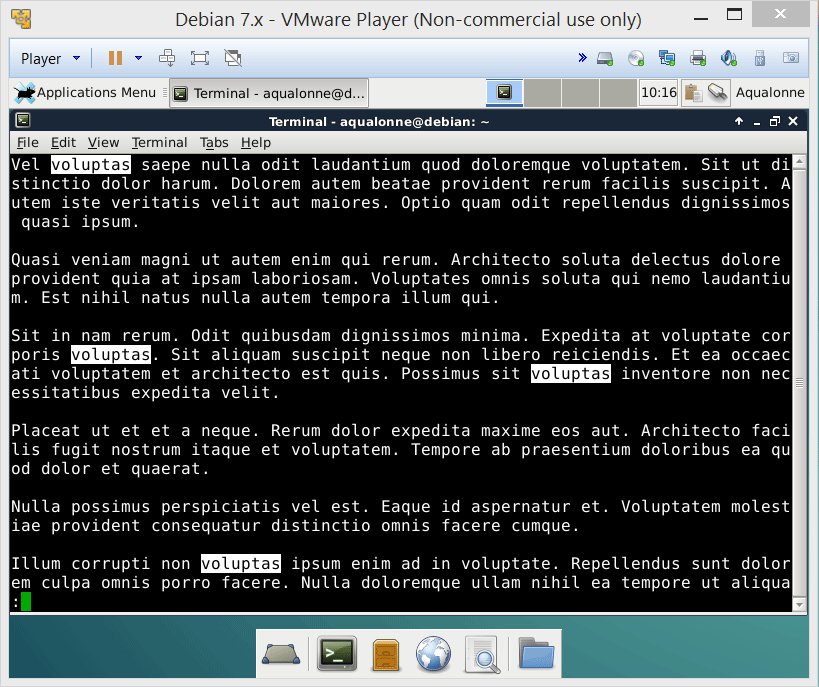 Debian 7.x - VMware Player (Non-commercial use only)
Player
Applications Menu
Terminal - aqualonne@d...
10:16
Aqualonne
Terminal - aqualonne@debian: ~
File Edit View Terminal Tabs Help
Vel voluptas saepe nulla odit laudantium quod doloremque voluptatem. Sit ut di
stinctio dolor harum. Dolorem autem beatae provident rerum facilis suscipit. A
utem iste veritatis velit aut maiores. Optio quam odit repellendus dignissimos
 quasi ipsum.
Quasi veniam magni ut autem enim qui rerum. Architecto soluta delectus dolore
provident quia at ipsam laboriosam. Voluptates omnis soluta qui nemo laudantiu
m. Est nihil natus nulla autem tempora illum qui.
Sit in nam rerum. Odit quibusdam dignissimos minima. Expedita at voluptate cor
poris voluptas. Sit aliquam suscipit neque non libero reiciendis. Et ea occaec
ati voluptatem et architecto est quis. Possimus sit voluptas inventore non nec
essitatibus expedita velit.
Placeat ut et et a neque. Rerum dolor expedita maxime eos aut. Architecto faci
lis fugit nostrum itaque et voluptatem. Tempore ab praesentium doloribus ea qu
od dolor et quaerat.
Nulla possimus perspiciatis vel est. Eaque id aspernatur et. Voluptatem molest
iae provident consequatur distinctio omnis facere cumque.
Illum corrupti non voluptas ipsum enim ad in voluptate. Repellendus sunt dolor
em culpa omnis porro facere. Nulla doloremque ullam nihil ea tempore ut aliqua
: